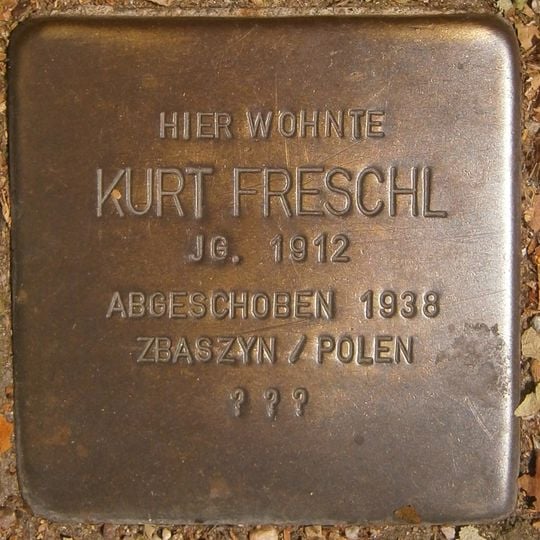 HIER WOHNTE
KURT FRESCHL
JG. 1912
ABGESCHOBEN 1938
ZBASZYN / POLEN
? ? ?